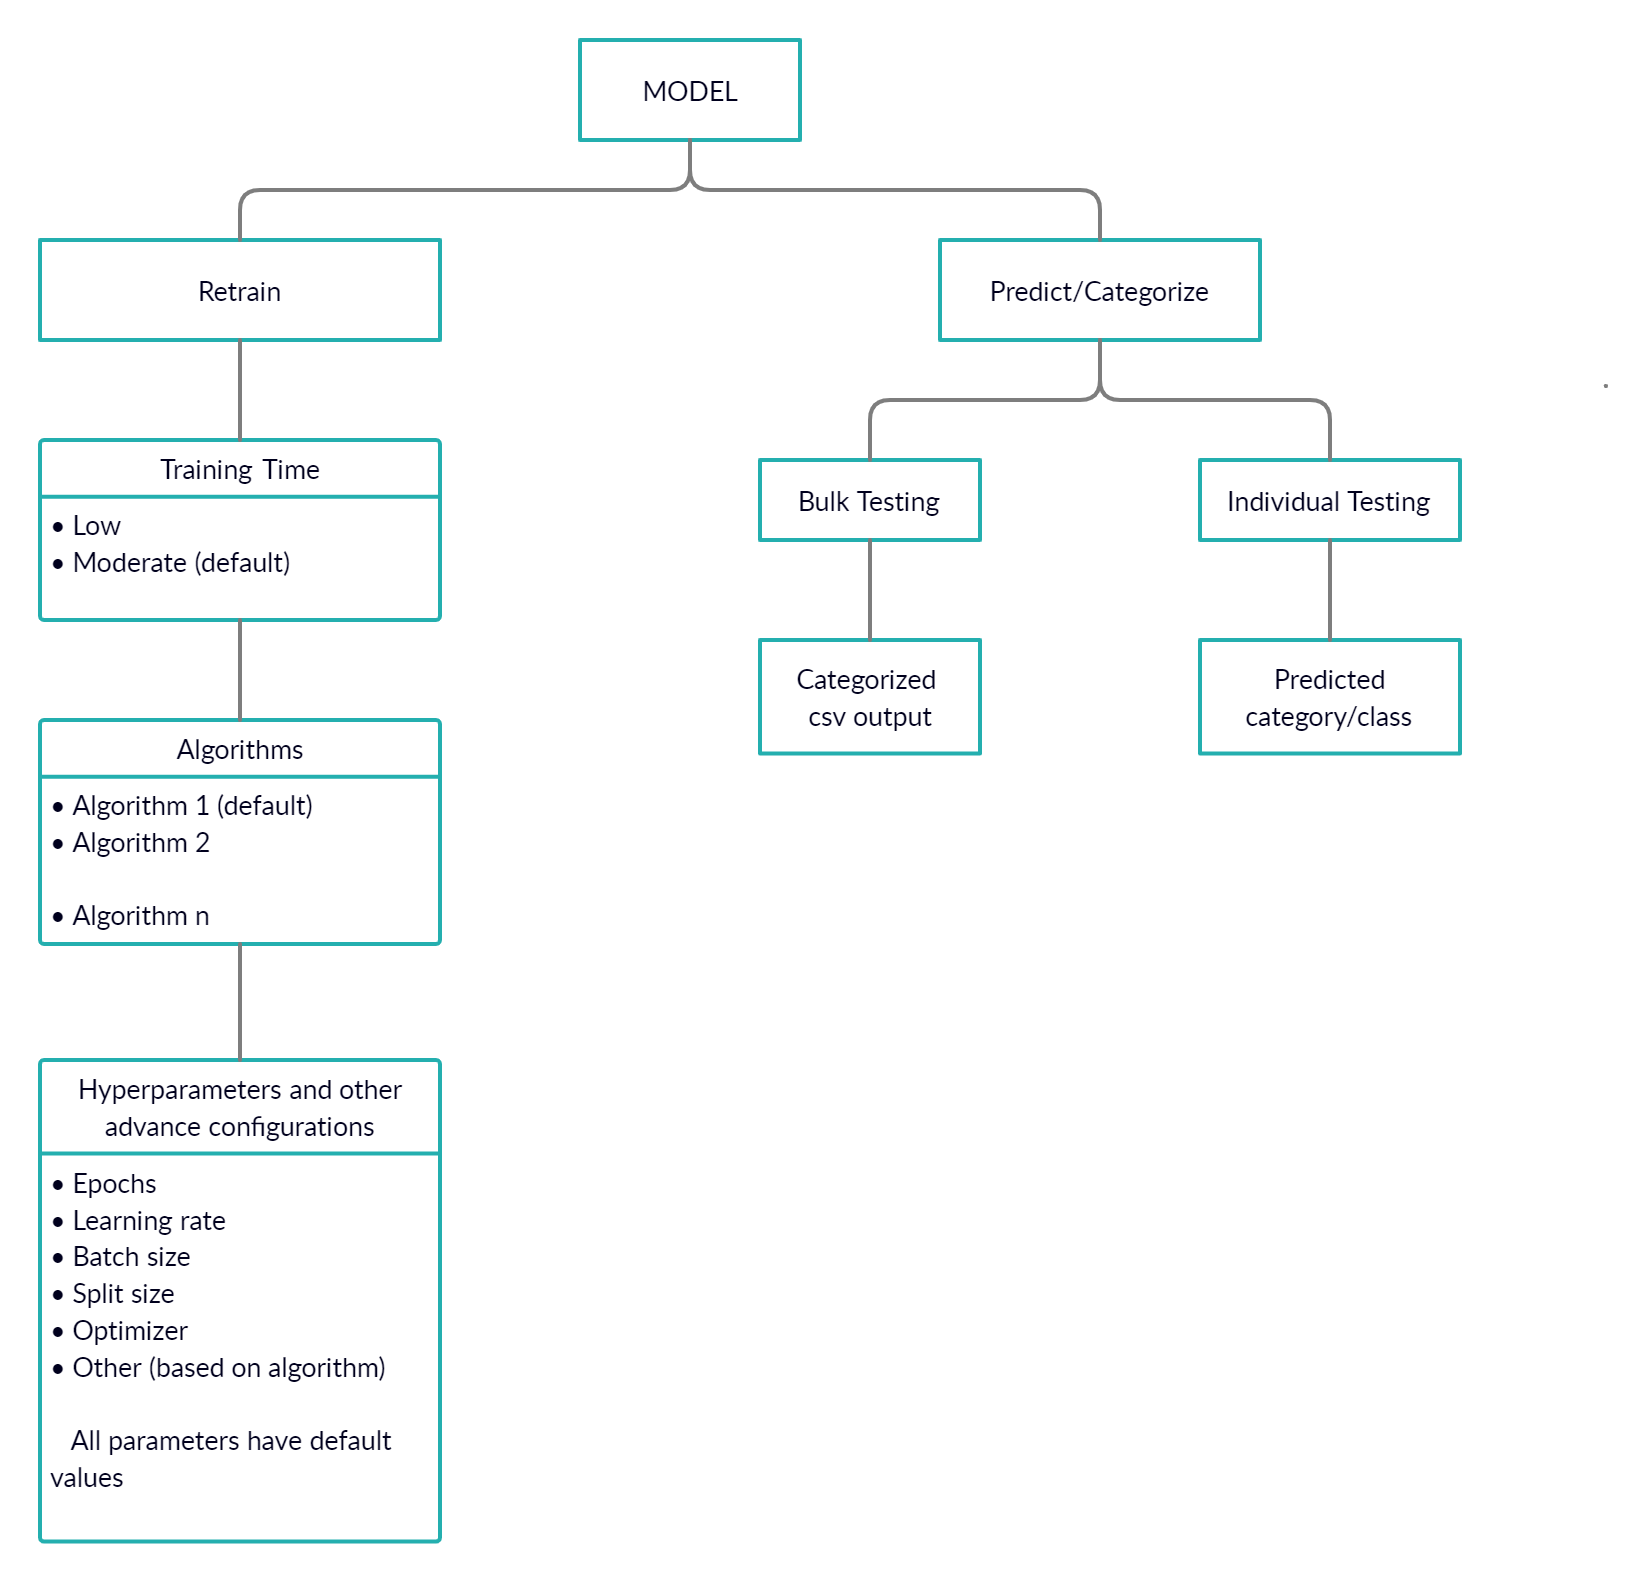 MODEL
Retrain
Predict/Categorize
Training Time
• Low
• Moderate (default)
Bulk Testing
Individual Testing
Categorized
csv output
Predicted
category/class
Algorithms
• Algorithm 1 (default)
• Algorithm 2
• Algorithm n
Hyperparameters and other
advance configurations
• Epochs
• Learning rate
• Batch size
• Split size
• Optimizer
• Other (based on algorithm)
All parameters have default
values